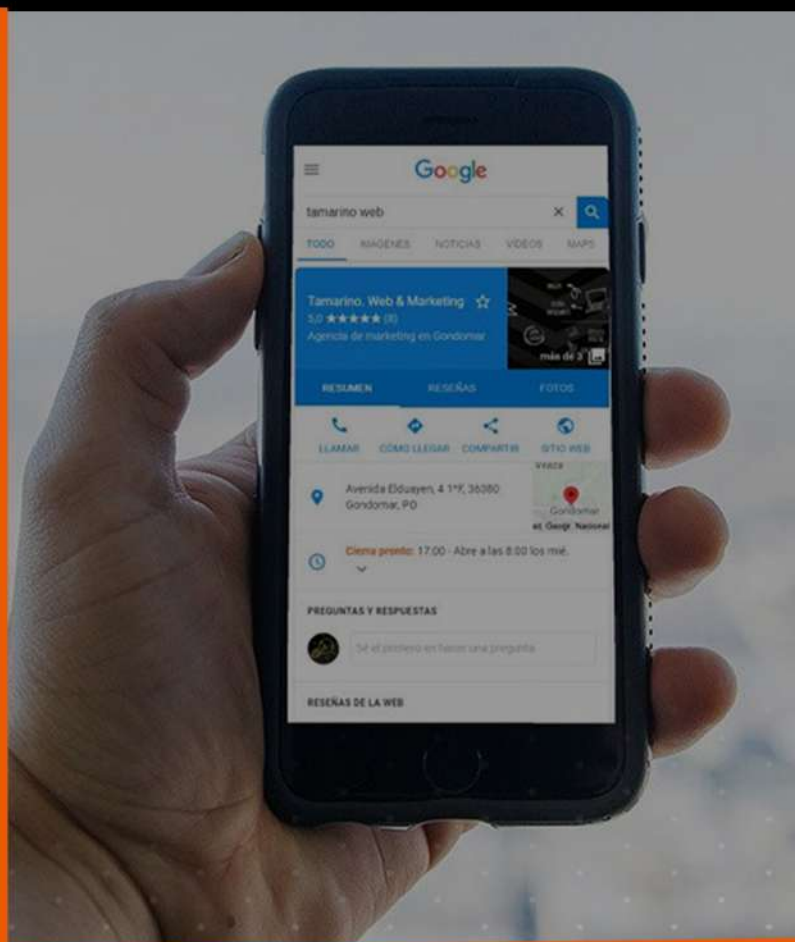 Google
tamarino web
TODO IMÁGENES NOTICIAS VÍDEOS MAPS
Tamarino. Web & Marketing
5,0 ★★★★★ (8)
Agencia de marketing en Gondomar
más de 3
RESUMEN RESEÑAS FOTOS
LLAMAR CÓMO LLEGAR COMPARTIR SITIO WEB
Avenida Elduayen, 4 1ºF, 36380
Gondomar, PO
Gondomar
at. Geogr. Nacional
Cierra pronto: 17:00 · Abre a las 8:00 los mié.
PREGUNTAS Y RESPUESTAS
Sé el primero en hacer una pregunta
RESEÑAS DE LA WEB